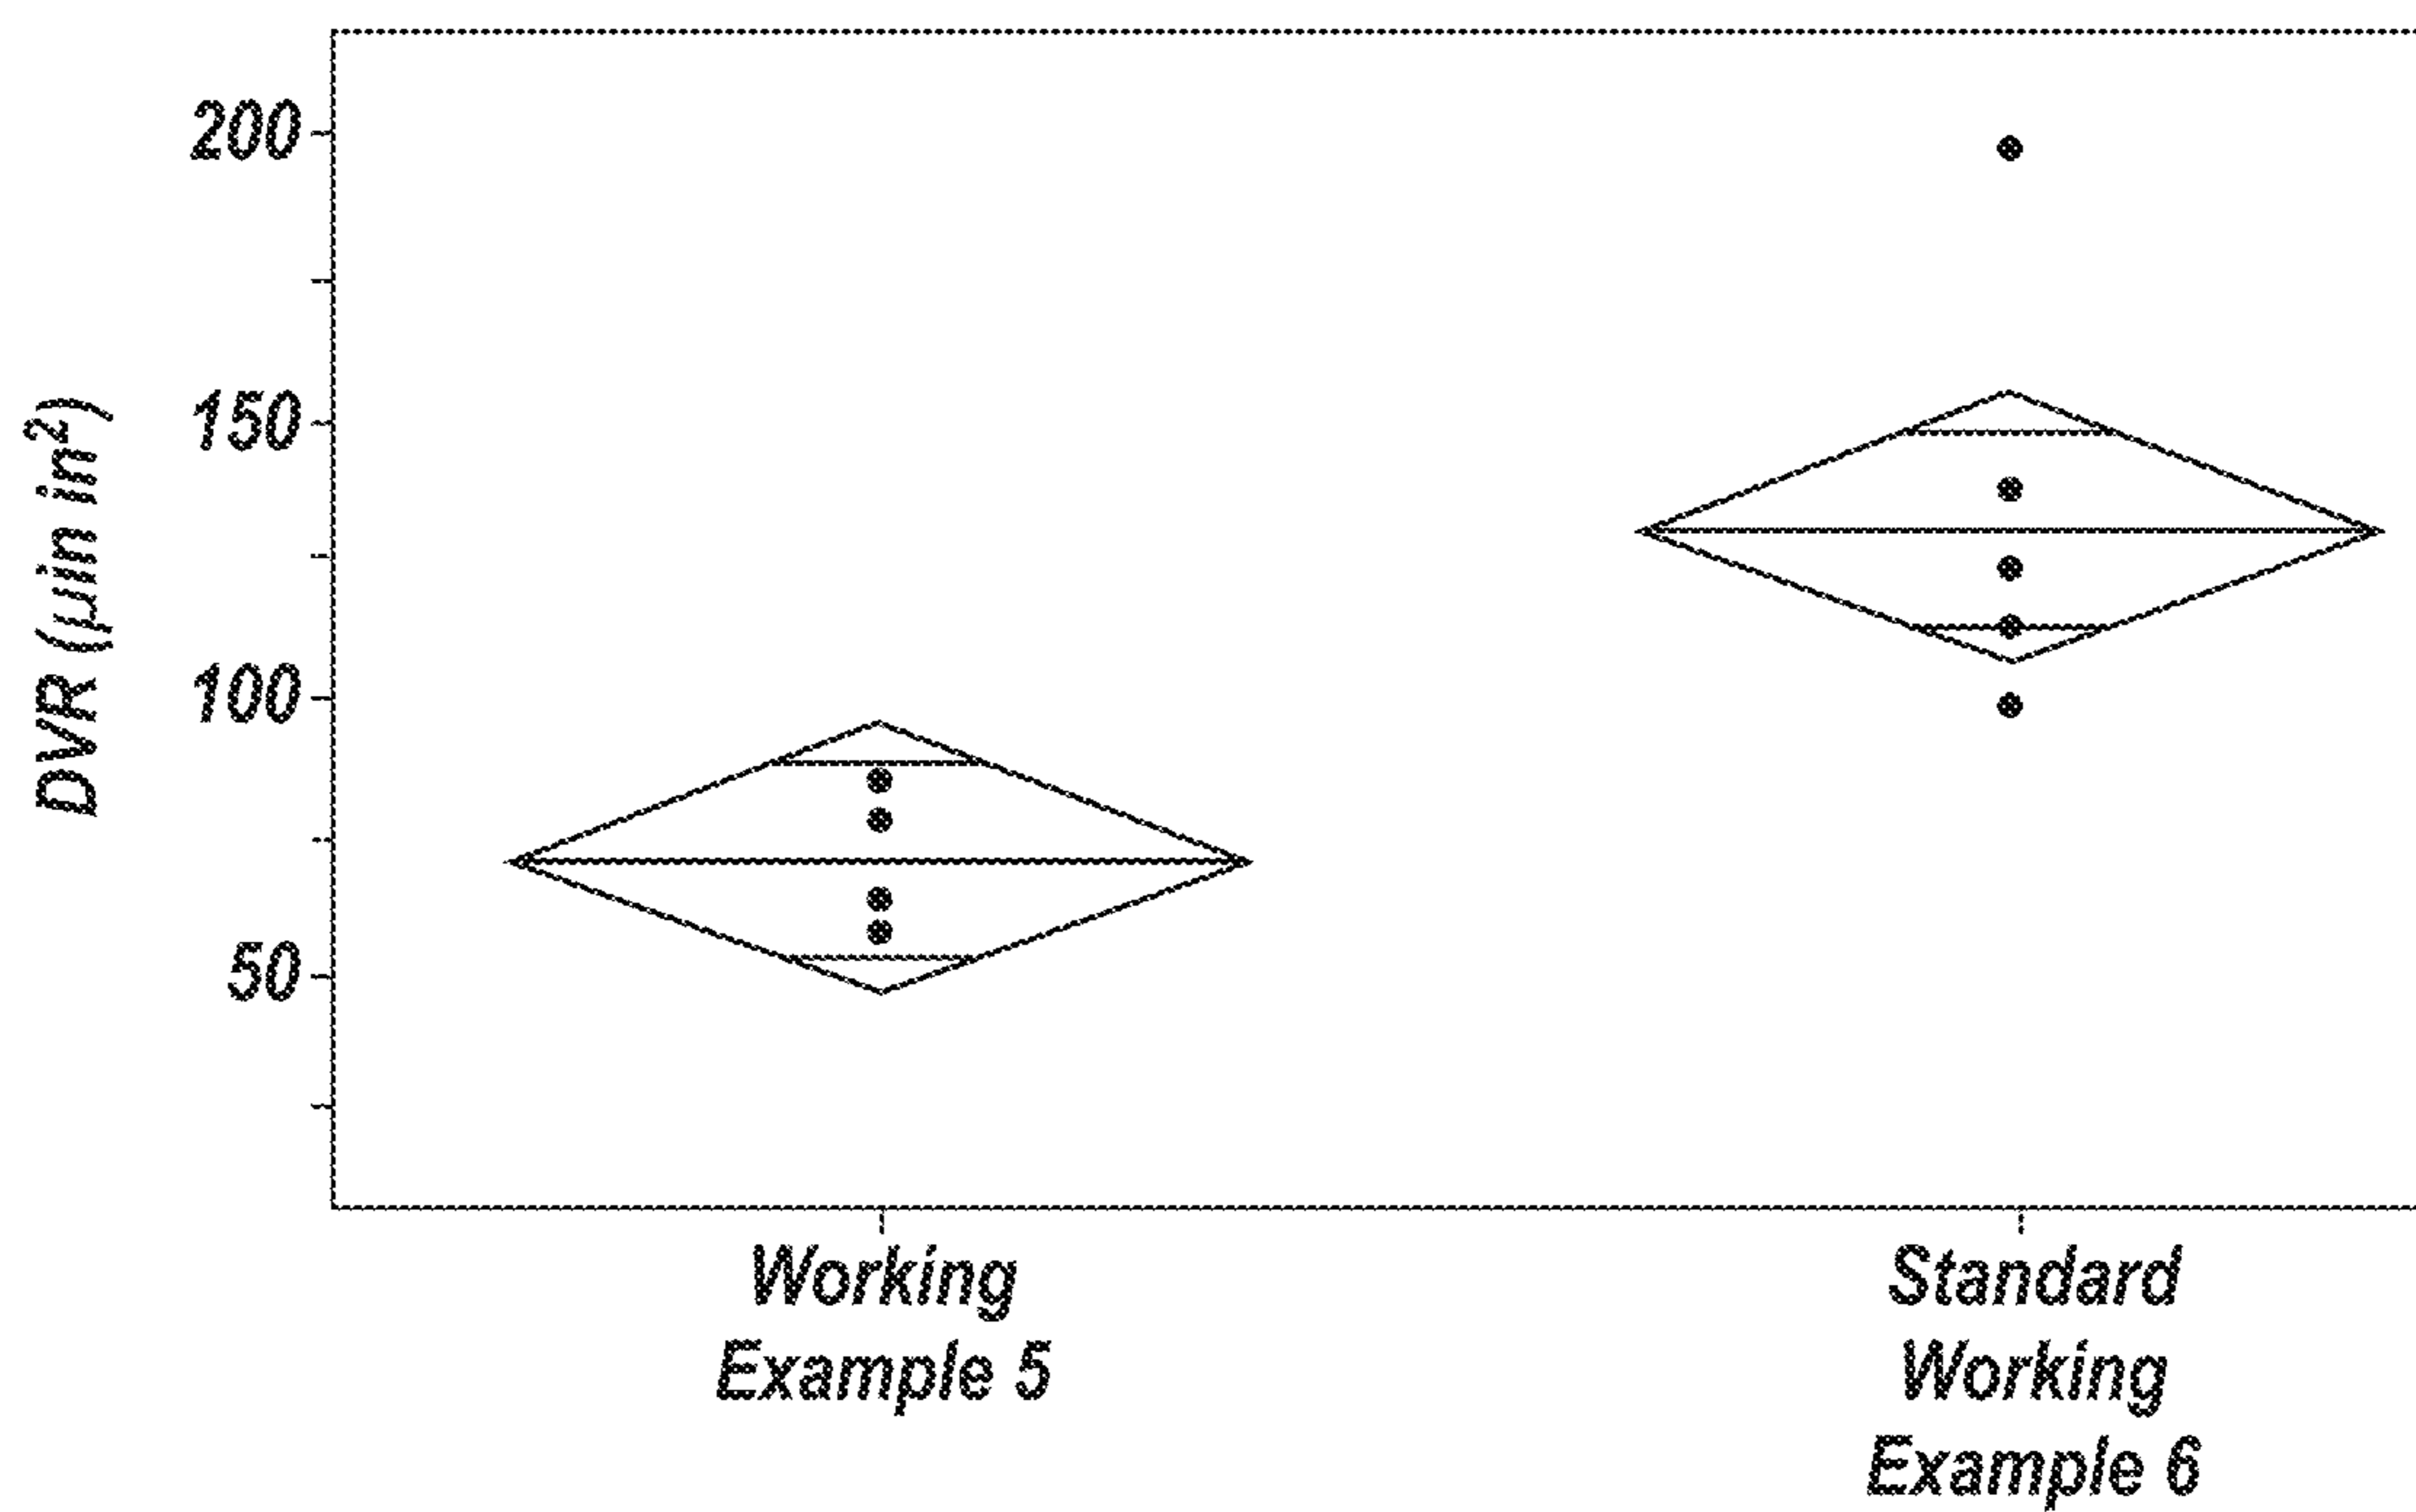 DVR (μin in²)
200
150
100
50
Working
Example 5
Standard
Working
Example 6